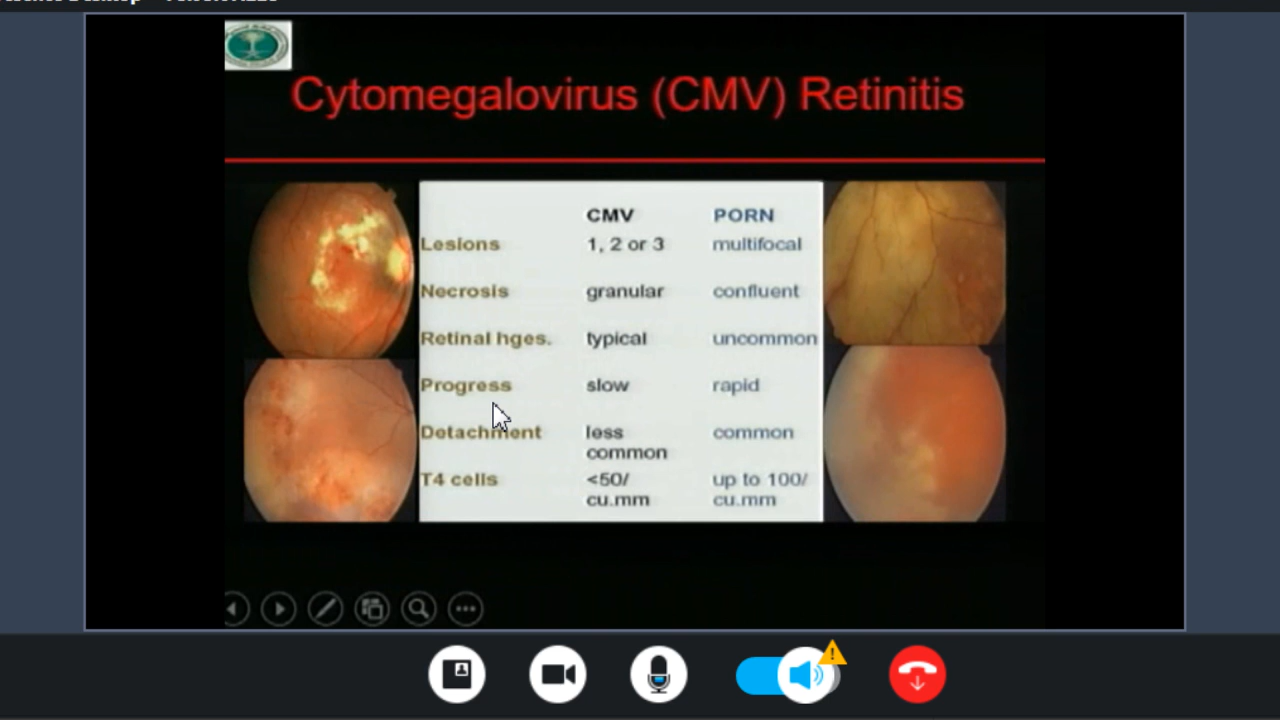 Cytomegalovirus (CMV) Retinitis
CMV PORN
Lesions 1, 2 or 3 multifocal
Necrosis granular confluent
Retinal hges. typical uncommon
Progress slow rapid
Detachment less common
common
T4 cells <50/ up to 100/
cu.mm cu.mm